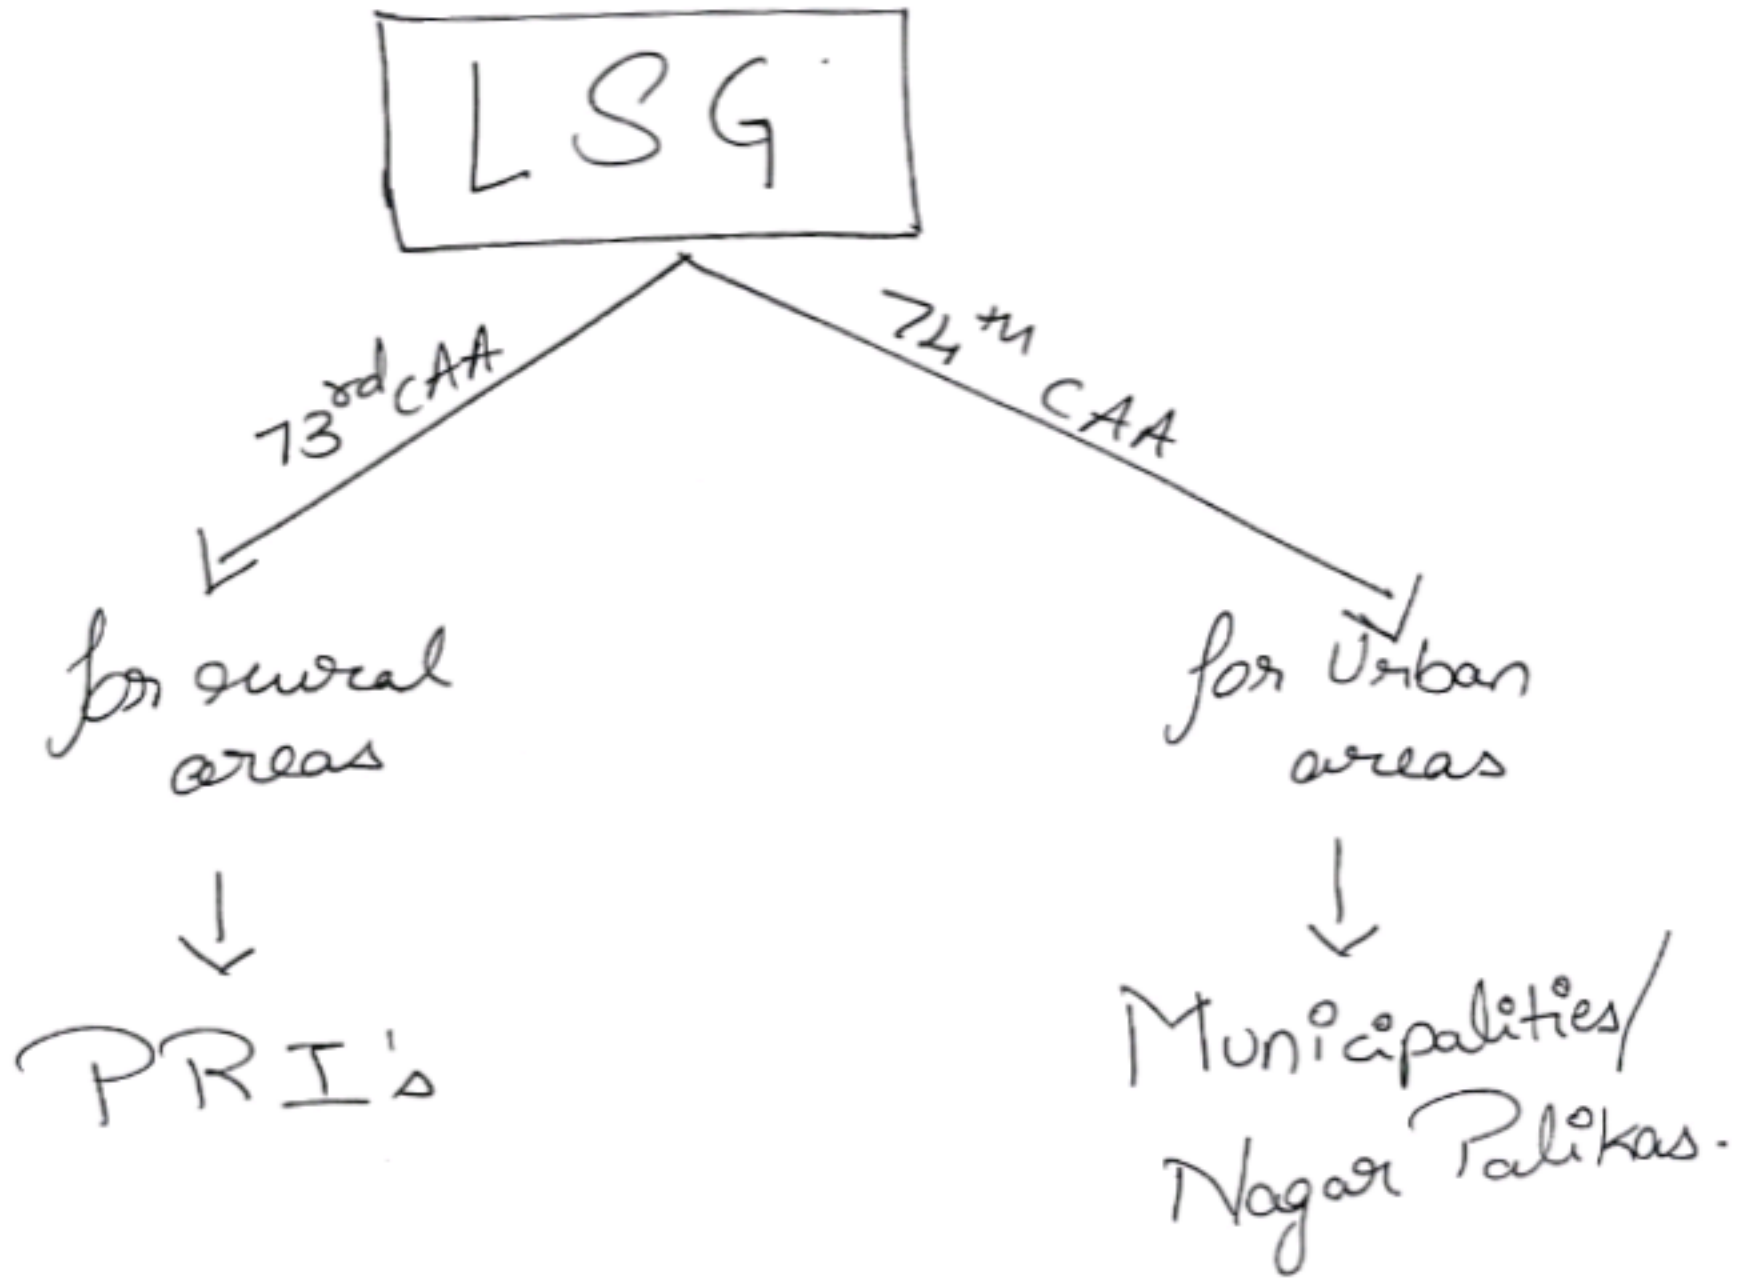 LSG
73rd CAA
74th CAA
for rural
areas
for Urban
areas
PRI's
Municipalities/
Nagar Palikas.